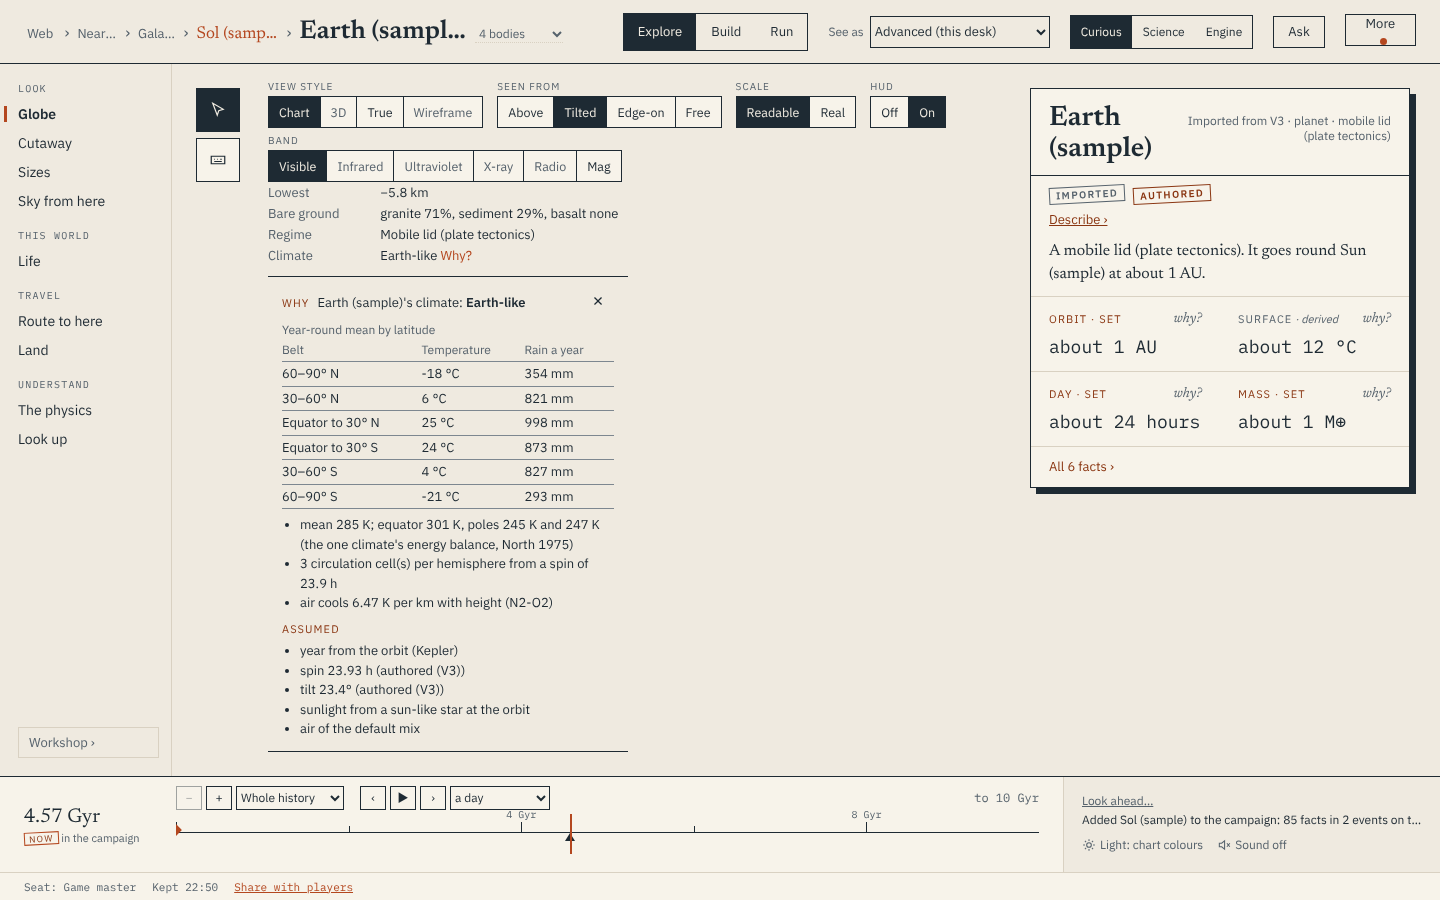 Web › Near... › Gala... › Sol (samp... › Earth (sampl... 4 bodies
Explore Build Run
See as Advanced (this desk)
Curious Science Engine
Ask
More
LOOK
Globe
Cutaway
Sizes
Sky from here
THIS WORLD
Life
TRAVEL
Route to here
Land
UNDERSTAND
The physics
Look up
Workshop ›
VIEW STYLE
Chart 3D True Wireframe
SEEN FROM
Above Tilted Edge-on Free
SCALE
Readable Real
HUD
Off On
BAND
Visible Infrared Ultraviolet X-ray Radio Mag
Lowest −5.8 km
Bare ground granite 71%, sediment 29%, basalt none
Regime Mobile lid (plate tectonics)
Climate Earth-like Why?
WHY Earth (sample)'s climate: Earth-like ✕
Year-round mean by latitude
Belt Temperature Rain a year
60–90° N -18 °C 354 mm
30–60° N 6 °C 821 mm
Equator to 30° N 25 °C 998 mm
Equator to 30° S 24 °C 873 mm
30–60° S 4 °C 827 mm
60–90° S -21 °C 293 mm
• mean 285 K; equator 301 K, poles 245 K and 247 K
(the one climate's energy balance, North 1975)
• 3 circulation cell(s) per hemisphere from a spin of
23.9 h
• air cools 6.47 K per km with height (N2-O2)
ASSUMED
• year from the orbit (Kepler)
• spin 23.93 h (authored (V3))
• tilt 23.4° (authored (V3))
• sunlight from a sun-like star at the orbit
• air of the default mix
Earth
(sample)
Imported from V3 · planet · mobile lid
(plate tectonics)
IMPORTED AUTHORED
Describe ›
A mobile lid (plate tectonics). It goes round Sun
(sample) at about 1 AU.
ORBIT · SET why?
about 1 AU
SURFACE · derived why?
about 12 °C
DAY · SET why?
about 24 hours
MASS · SET why?
about 1 M⊕
All 6 facts ›
4.57 Gyr
NOW in the campaign
− + Whole history ‹ ▶ › a day
to 10 Gyr
4 Gyr 8 Gyr
Look ahead...
Added Sol (sample) to the campaign: 85 facts in 2 events on t...
Light: chart colours Sound off
Seat: Game master Kept 22:50 Share with players